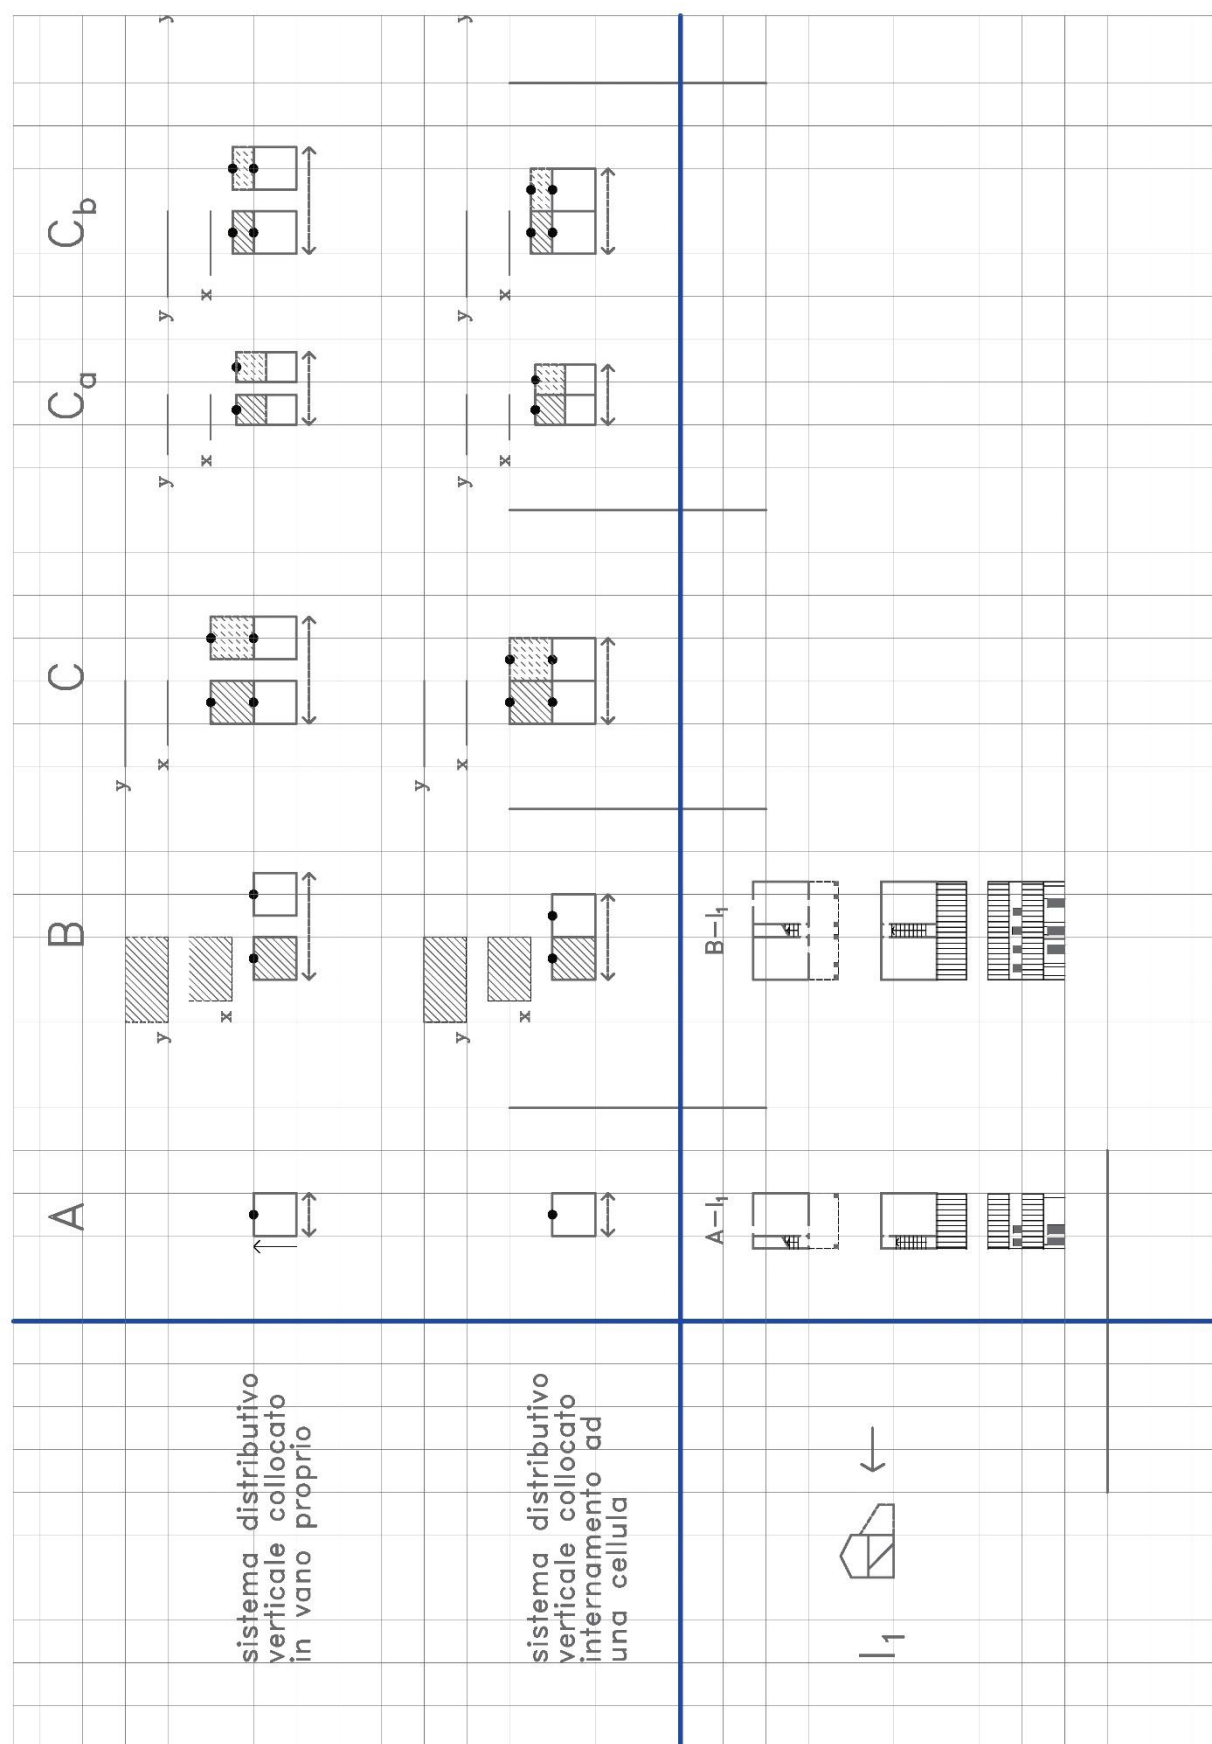 A B C Ca Cb
y
y x y y y
x x
x
sistema distributivo
verticale collocato
in vano proprio
y
y x y y y
x x
x
sistema distributivo
verticale collocato
internamento ad
una cellula
A-I1 B-I1
I1